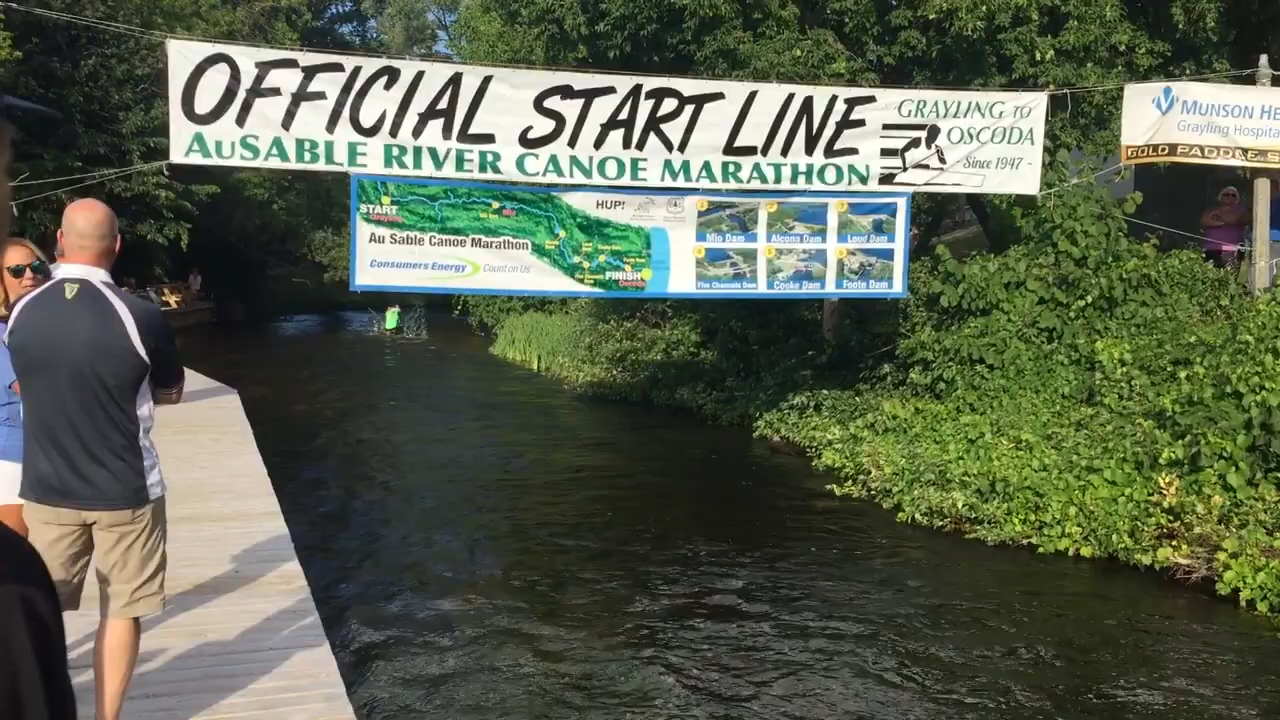 OFFICIAL START LINE
AUSABLE RIVER CANOE MARATHON
GRAYLING TO
OSCODA
- Since 1947 -
MUNSON HE
Grayling Hospita
GOLD PADDLE S
START
Grayling
Au Sable Canoe Marathon
Consumers Energy
Count on Us
FINISH
Oscoda
HUP!
Mio Dam
Alcona Dam
Loud Dam
Five Channels Dam
Cooke Dam
Foote Dam